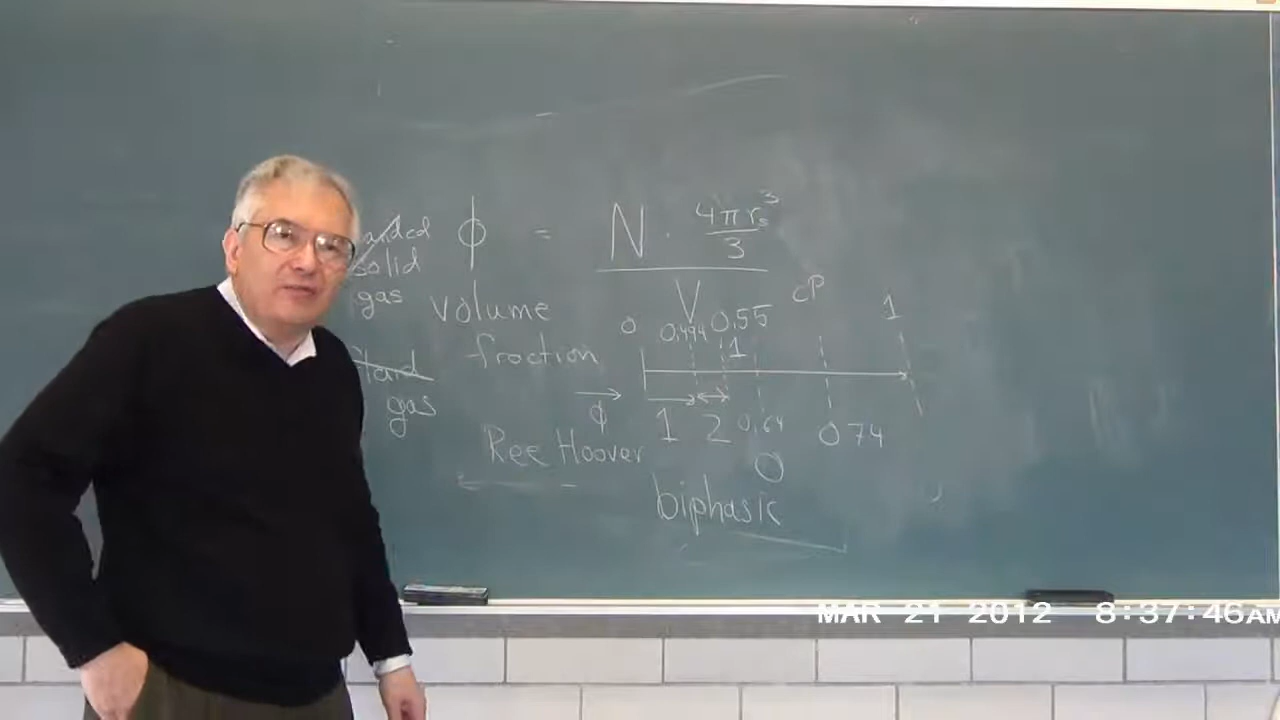 solid
gas
gas
ϕ = N · 4πrₛ³ / 3
V
volume
fraction
0 0.494 0.55 cP 1
1
ϕ
1 2 0.64 0 74
Ree Hoover
0
biphasic
MAR 21 2012 8:37:46AM